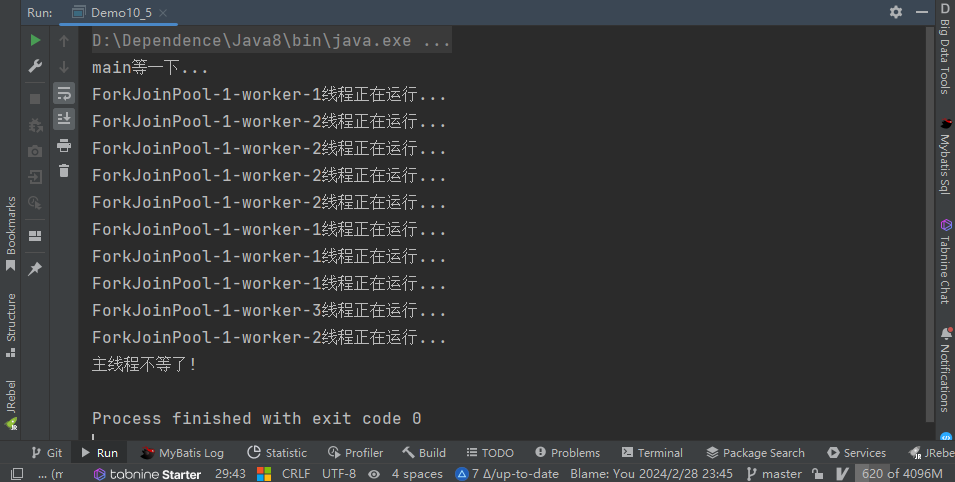 Run:
Demo10_5
D:\Dependence\Java8\bin\java.exe ...
main等一下...
ForkJoinPool-1-worker-1线程正在运行...
ForkJoinPool-1-worker-2线程正在运行...
ForkJoinPool-1-worker-2线程正在运行...
ForkJoinPool-1-worker-2线程正在运行...
ForkJoinPool-1-worker-2线程正在运行...
ForkJoinPool-1-worker-1线程正在运行...
ForkJoinPool-1-worker-1线程正在运行...
ForkJoinPool-1-worker-1线程正在运行...
ForkJoinPool-1-worker-3线程正在运行...
ForkJoinPool-1-worker-2线程正在运行...
主线程不等了!
Process finished with exit code 0
Bookmarks
Structure
JRebel
D
Big Data Tools
Mybatis Sql
Tabnine Chat
Notifications
Git
Run
MyBatis Log
Statistic
Profiler
Build
TODO
Problems
Terminal
Package Search
Services
JRebe
... (m
tabnine Starter
29:43
CRLF
UTF-8
4 spaces
7 Δ/up-to-date
Blame: You 2024/2/28 23:45
master
620 of 4096M